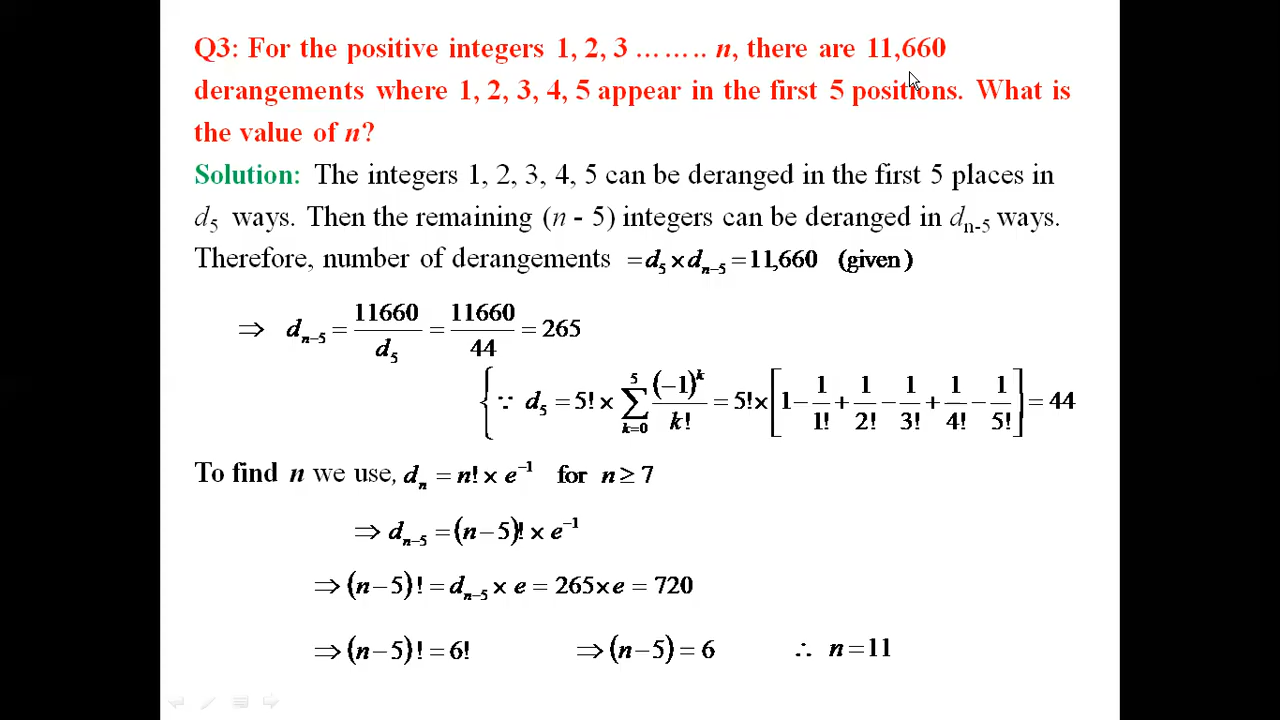 Q3: For the positive integers 1, 2, 3 …….. n, there are 11,660
derangements where 1, 2, 3, 4, 5 appear in the first 5 positions. What is
the value of n?
Solution: The integers 1, 2, 3, 4, 5 can be deranged in the first 5 places in
d₅ ways. Then the remaining (n - 5) integers can be deranged in dₙ₋₅ ways.
Therefore, number of derangements = d₅ × dₙ₋₅ = 11,660 (given)
⇒ dₙ₋₅ = 11660/d₅ = 11660/44 = 265
{∵ d₅ = 5! × ∑_{k=0}^{5} (−1)^k/k! = 5!× [1 − 1/1! + 1/2! − 1/3! + 1/4! − 1/5!] = 44
To find n we use, dₙ = n! × e⁻¹ for n ≥ 7
⇒ dₙ₋₅ = (n − 5)! × e⁻¹
⇒ (n − 5)! = dₙ₋₅ × e = 265 × e = 720
⇒ (n − 5)! = 6! ⇒ (n − 5) = 6 ∴ n = 11